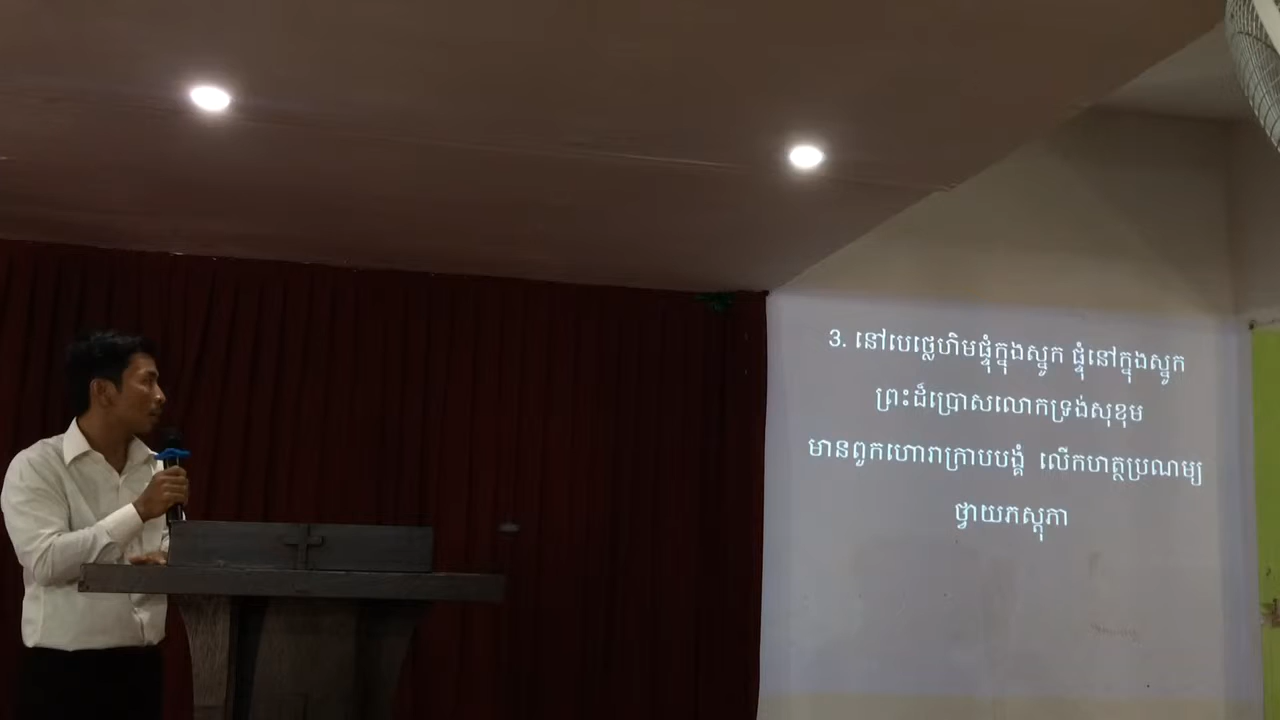 3. នៅបេថ្លេហិមផ្ទុំក្នុងស្នូក ផ្ទុំនៅក្នុងស្នូក
ព្រះដ៏ប្រោសលោកទ្រង់សុខុម
មានពួកហោរាក្រាបបង្គំ លើកហត្ថប្រណម្យ
ថ្វាយភស្តុភា